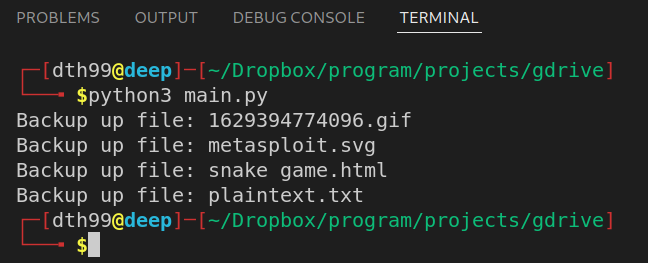 PROBLEMS OUTPUT DEBUG CONSOLE TERMINAL
┌─[dth99@deep]─[~/Dropbox/program/projects/gdrive]
└──╼ $python3 main.py
Backup up file: 1629394774096.gif
Backup up file: metasploit.svg
Backup up file: snake game.html
Backup up file: plaintext.txt
┌─[dth99@deep]─[~/Dropbox/program/projects/gdrive]
└──╼ $